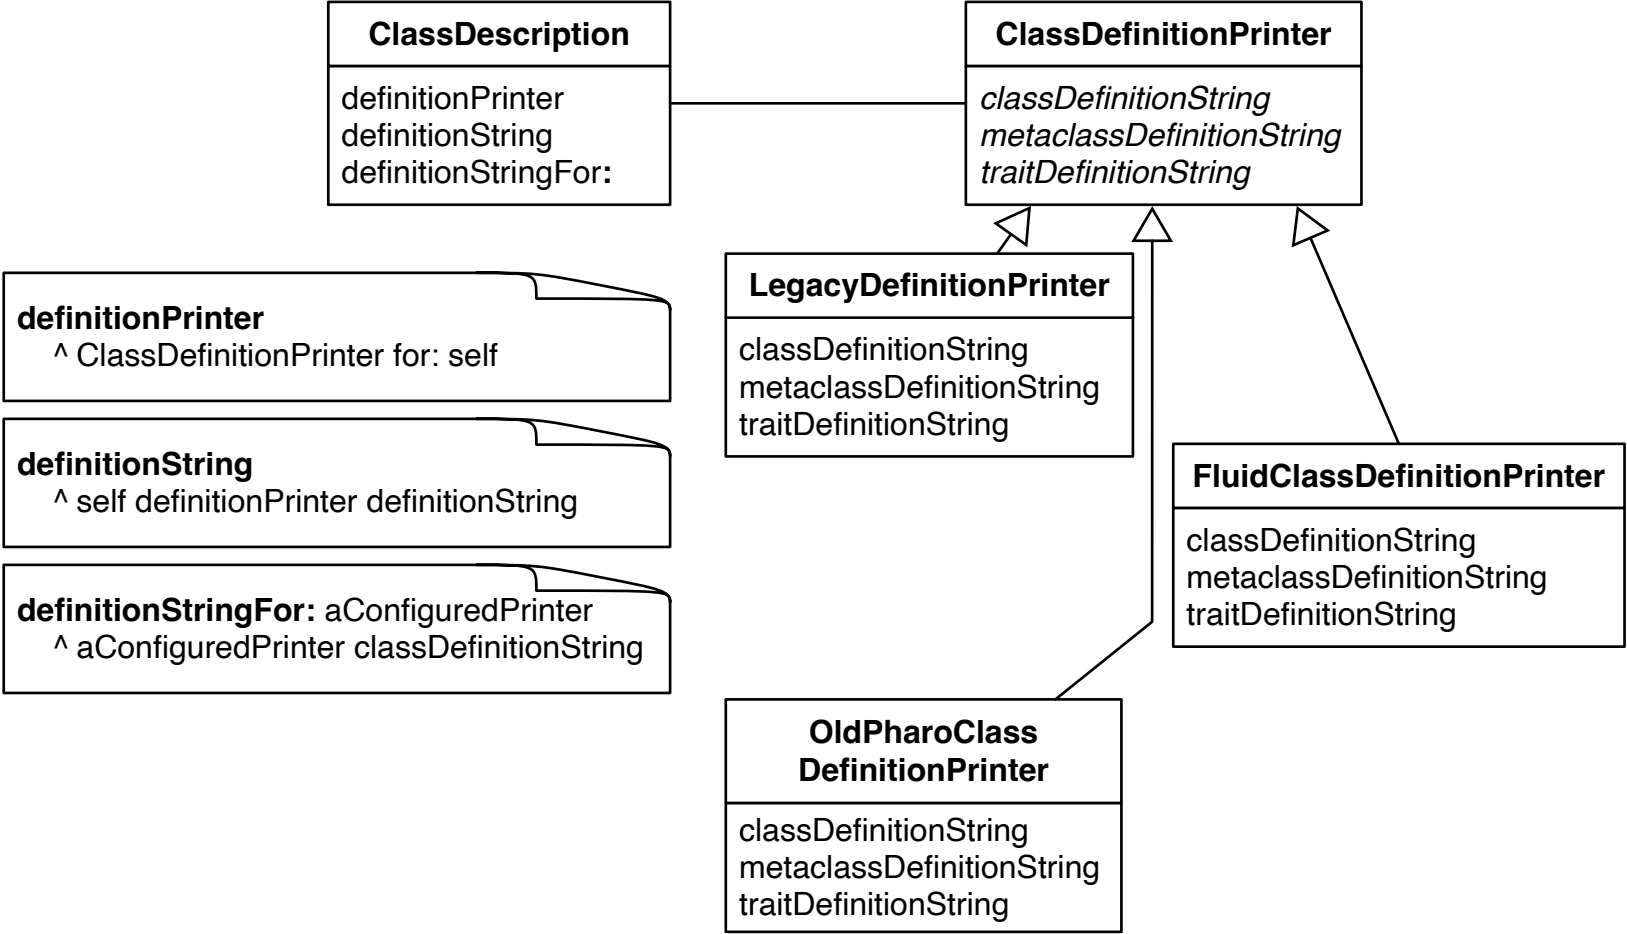 ClassDescription
definitionPrinter
definitionString
definitionStringFor:
ClassDefinitionPrinter
classDefinitionString
metaclassDefinitionString
traitDefinitionString
definitionPrinter
^ ClassDefinitionPrinter for: self
definitionString
^ self definitionPrinter definitionString
definitionStringFor: aConfiguredPrinter
^ aConfiguredPrinter classDefinitionString
LegacyDefinitionPrinter
classDefinitionString
metaclassDefinitionString
traitDefinitionString
FluidClassDefinitionPrinter
classDefinitionString
metaclassDefinitionString
traitDefinitionString
OldPharoClass
DefinitionPrinter
classDefinitionString
metaclassDefinitionString
traitDefinitionString